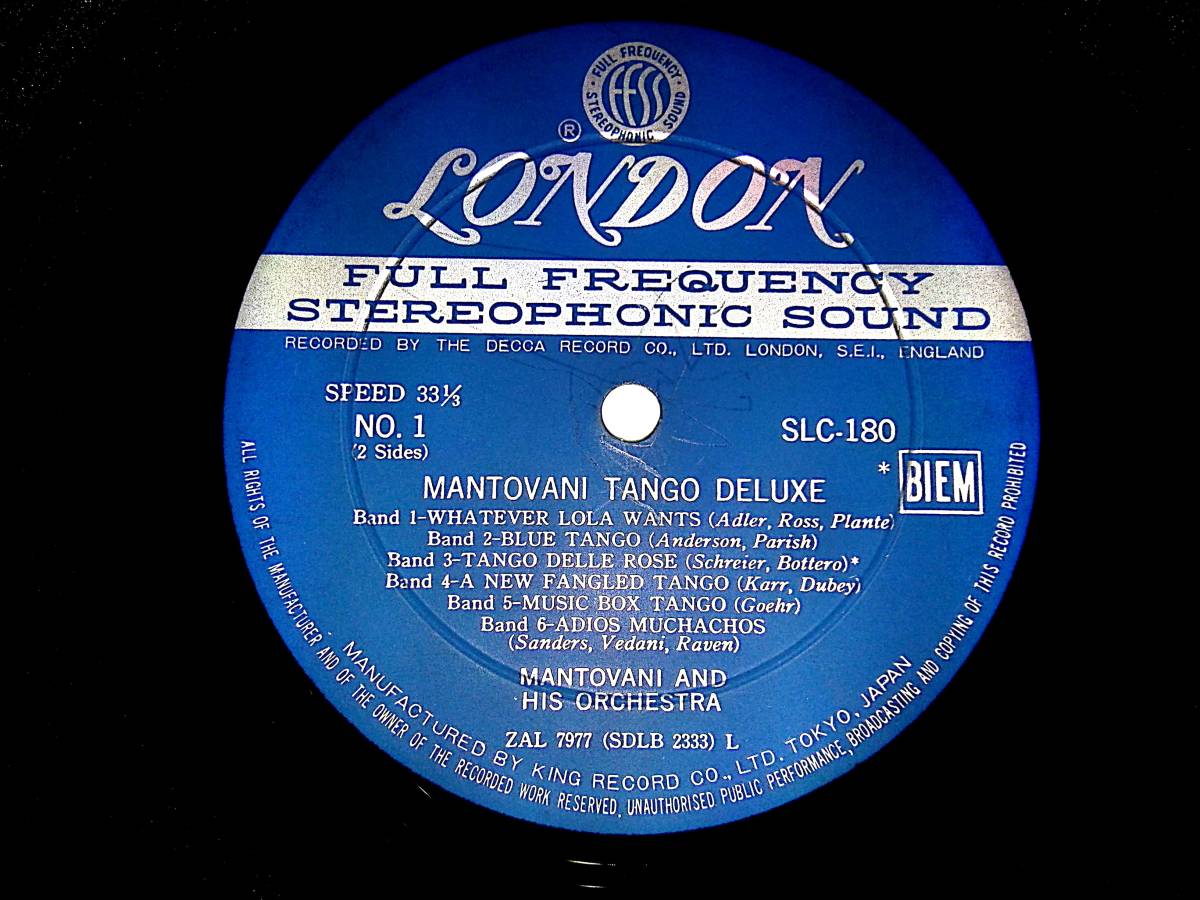 FULL FREQUENCY
STEREOPHONIC SOUND
FFSS
®
LONDON
FULL FREQUENCY
STEREOPHONIC SOUND
RECORDED BY THE DECCA RECORD CO., LTD. LONDON, S.E.I., ENGLAND
SPEED 33⅓
NO. 1
(2 Sides)
SLC-180
* BIEM
MANTOVANI TANGO DELUXE
Band 1-WHATEVER LOLA WANTS (Adler, Ross, Plante)
Band 2-BLUE TANGO (Anderson, Parish)
Band 3-TANGO DELLE ROSE (Schreier, Bottero)*
Band 4-A NEW FANGLED TANGO (Karr, Dubey)
Band 5-MUSIC BOX TANGO (Goehr)
Band 6-ADIOS MUCHACHOS
(Sanders, Vedani, Raven)
MANTOVANI AND
HIS ORCHESTRA
ZAL 7977 (SDLB 2333) L
MANUFACTURED BY KING RECORD CO., LTD. TOKYO, JAPAN
ALL RIGHTS OF THE MANUFACTURER AND OF THE OWNER OF THE RECORDED WORK RESERVED, UNAUTHORISED PUBLIC PERFORMANCE, BROADCASTING AND COPYING OF THIS RECORD PROHIBITED